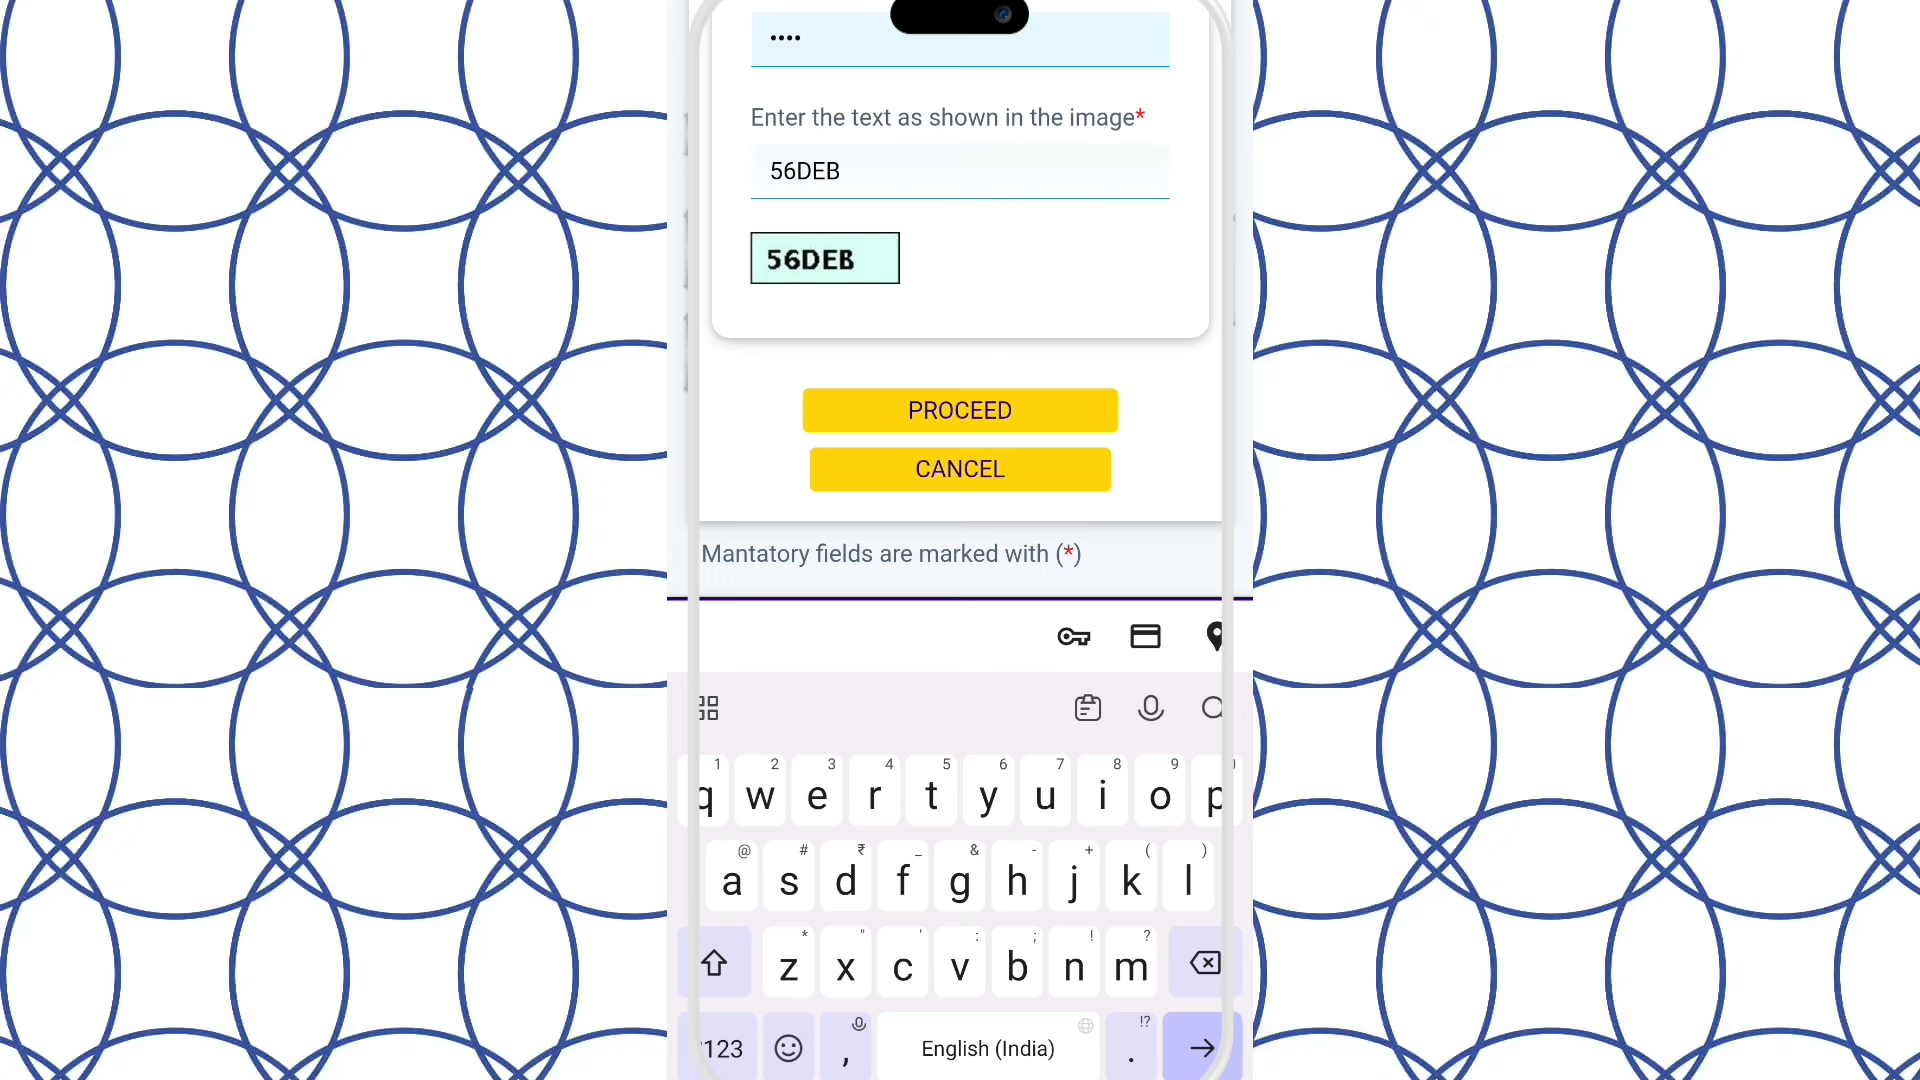 ••••
Enter the text as shown in the image*
56DEB
56DEB
PROCEED
CANCEL
Mantatory fields are marked with (*)
1 2 3 4 5 6 7 8 9
q w e r t y u i o p
@ # ₹ _ & - + ( )
a s d f g h j k l
* " ' : ; ! ?
z x c v b n m
!?
123 , English (India) .